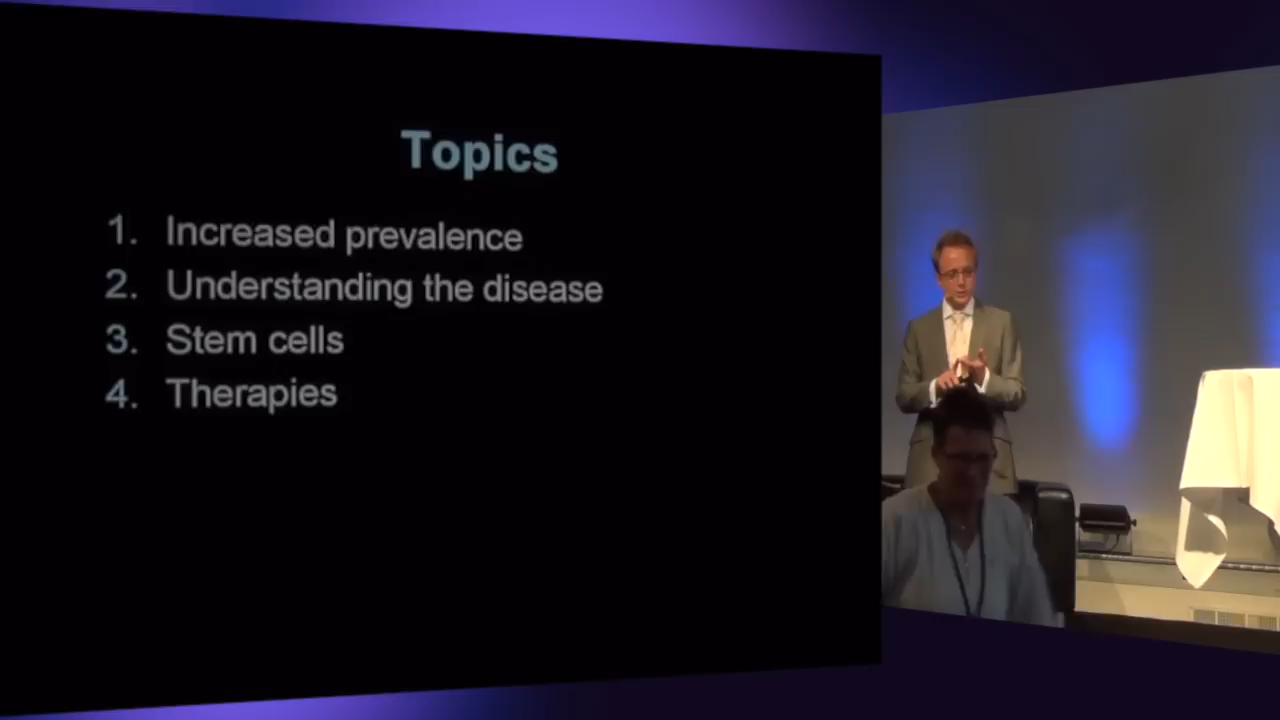 Topics
1. Increased prevalence
2. Understanding the disease
3. Stem cells
4. Therapies